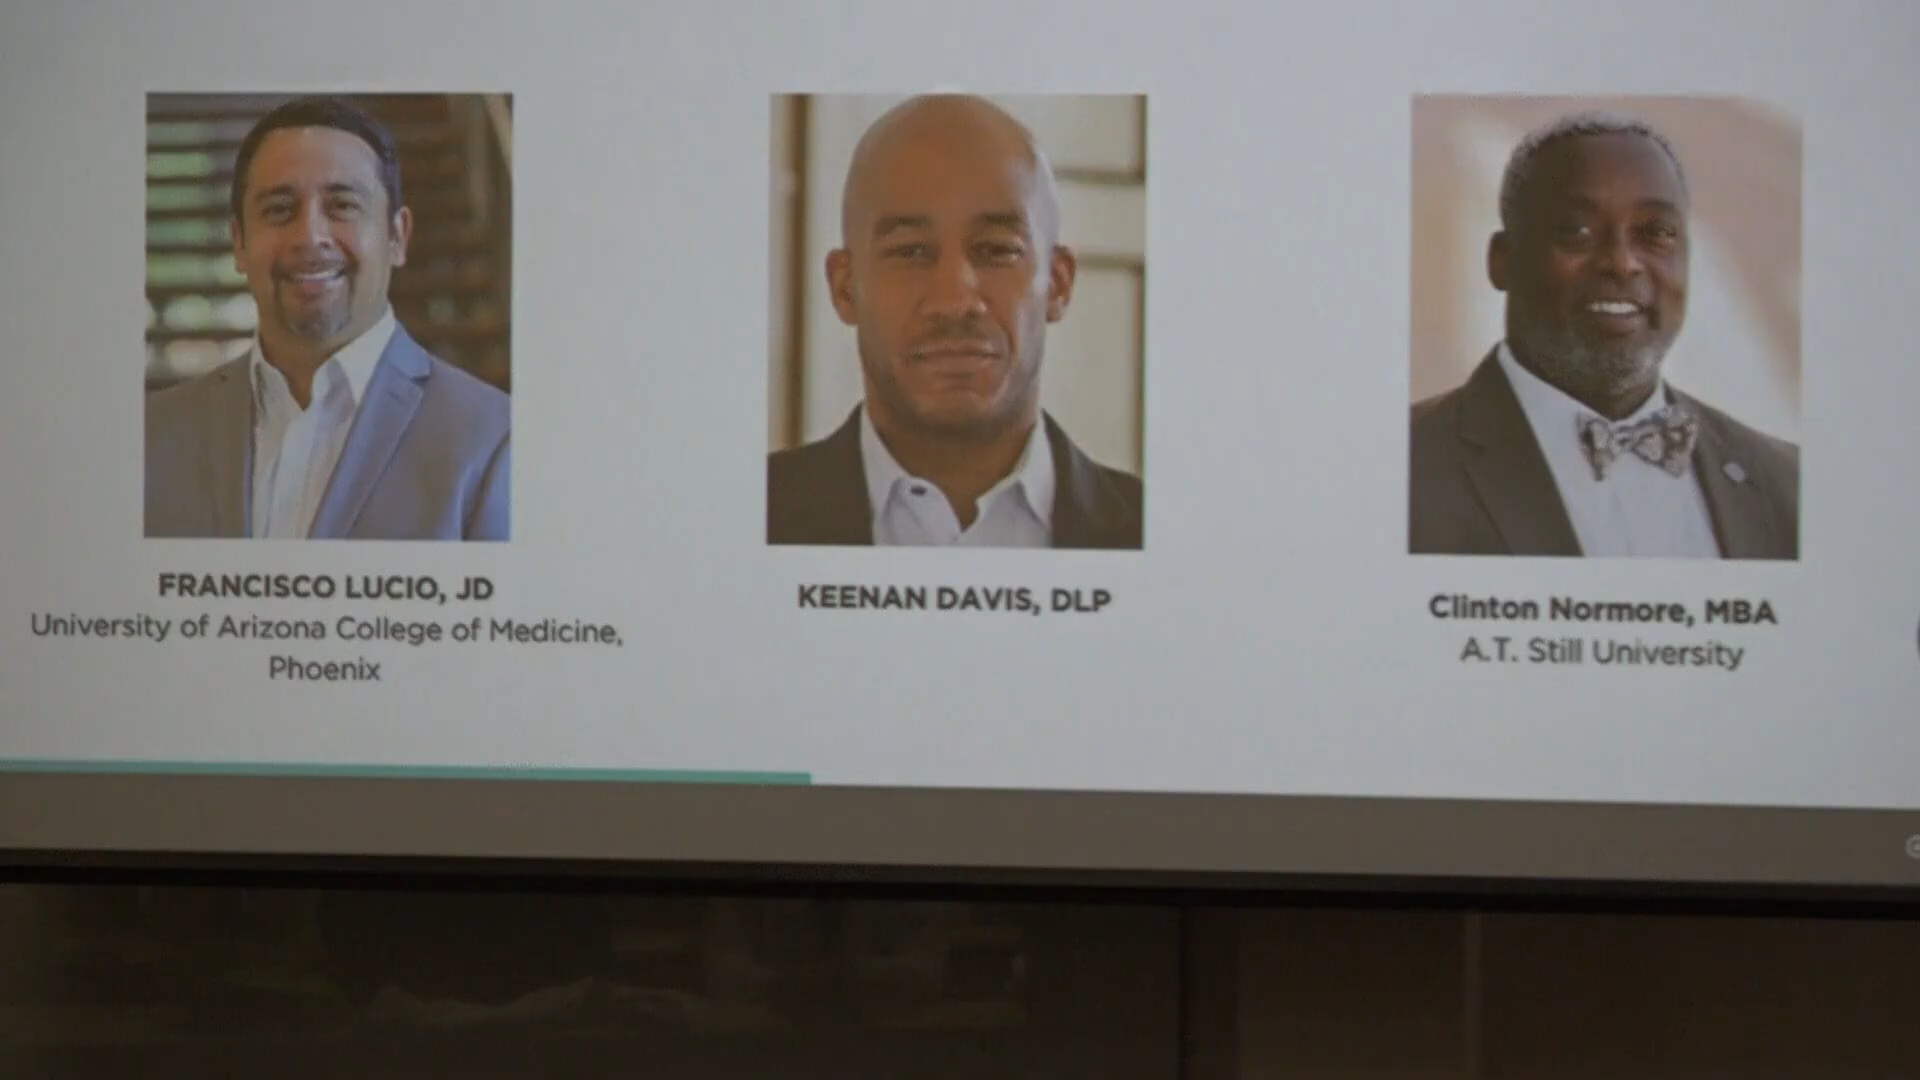 FRANCISCO LUCIO, JD
University of Arizona College of Medicine,
Phoenix
KEENAN DAVIS, DLP
Clinton Normore, MBA
A.T. Still University